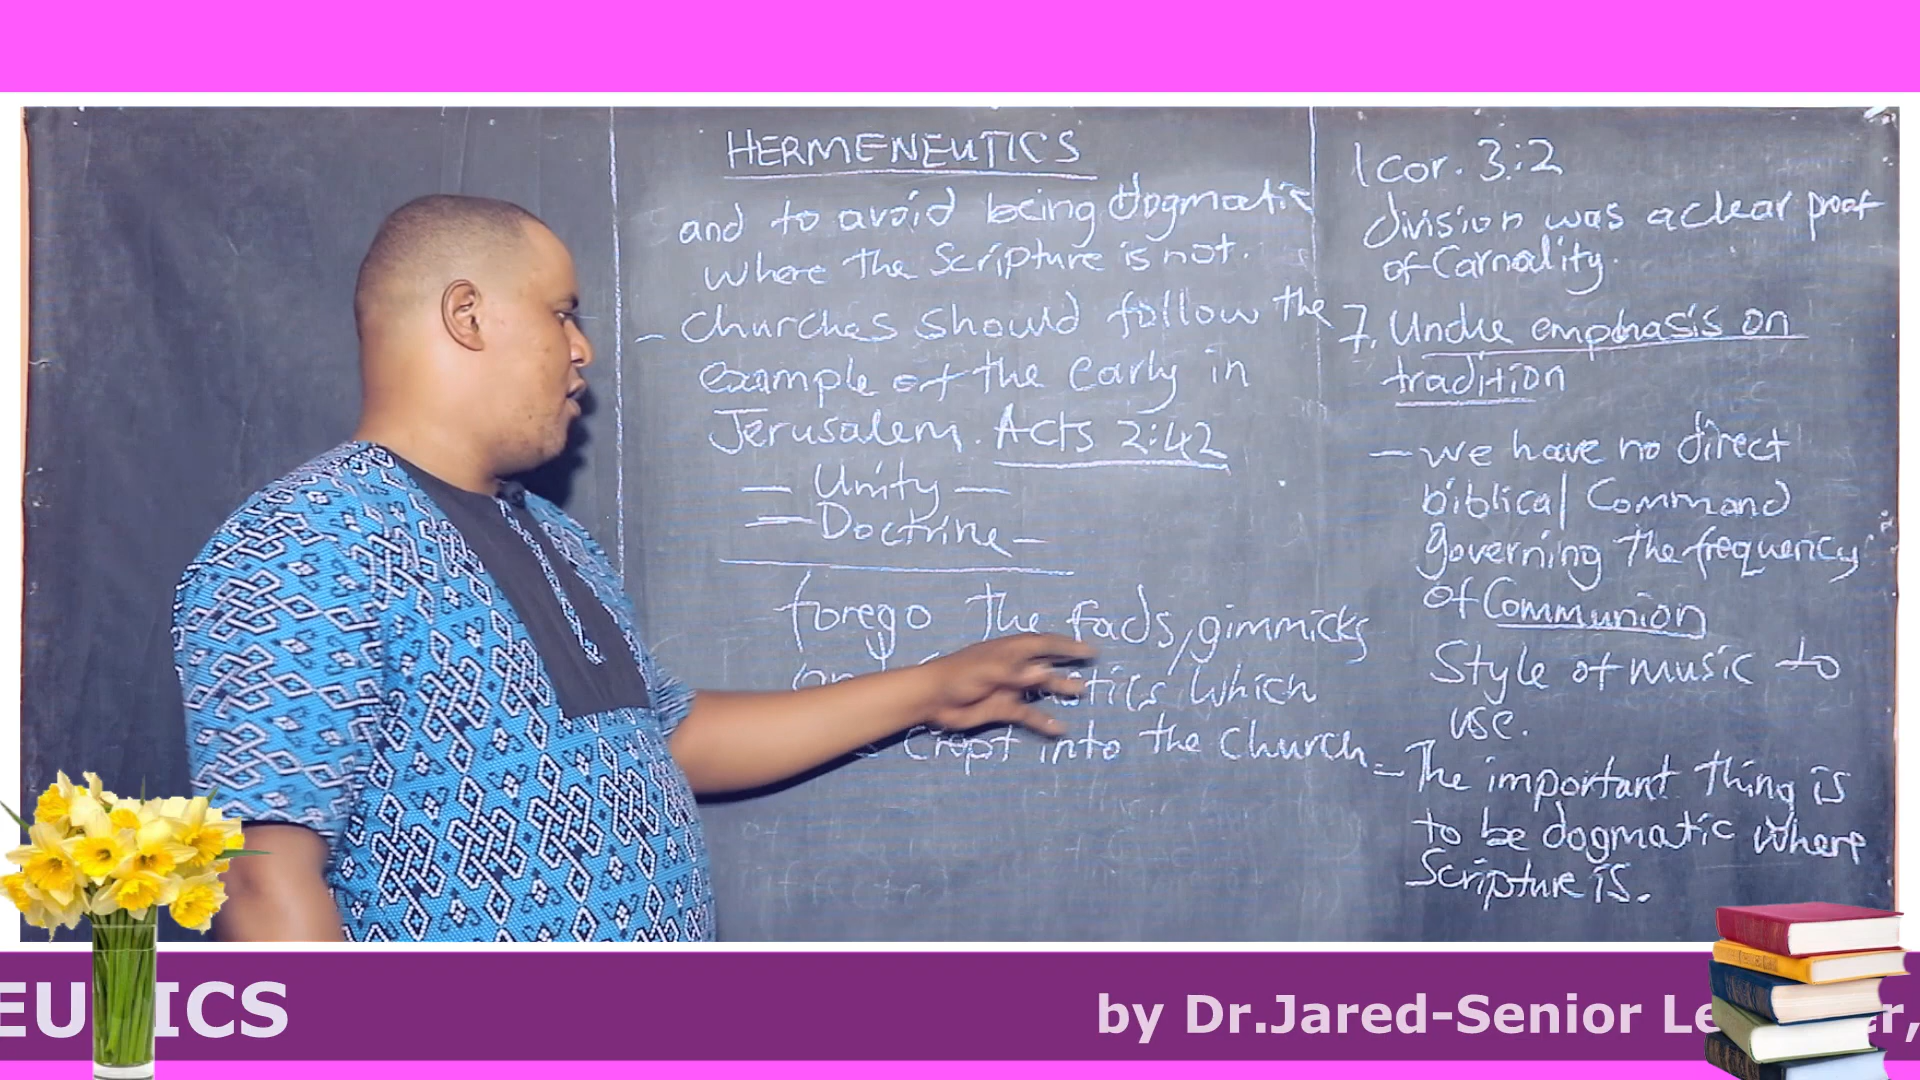 HERMENEUTICS
and to avoid being dogmatic
where the Scripture is not.
- Churches should follow the
example of the early in
Jerusalem. Acts 2:42
— Unity —
— Doctrine —
forego the fads, gimmicks
which
crept into the church
1 cor. 3:2
division was a clear proof
of Carnality.
7. Undue emphasis on
tradition
- we have no direct
biblical Command
governing the frequency
of Communion
Style of music to
use.
- The important thing is
to be dogmatic where
Scripture is.
EU ICS
by Dr.Jared-Senior Le er,